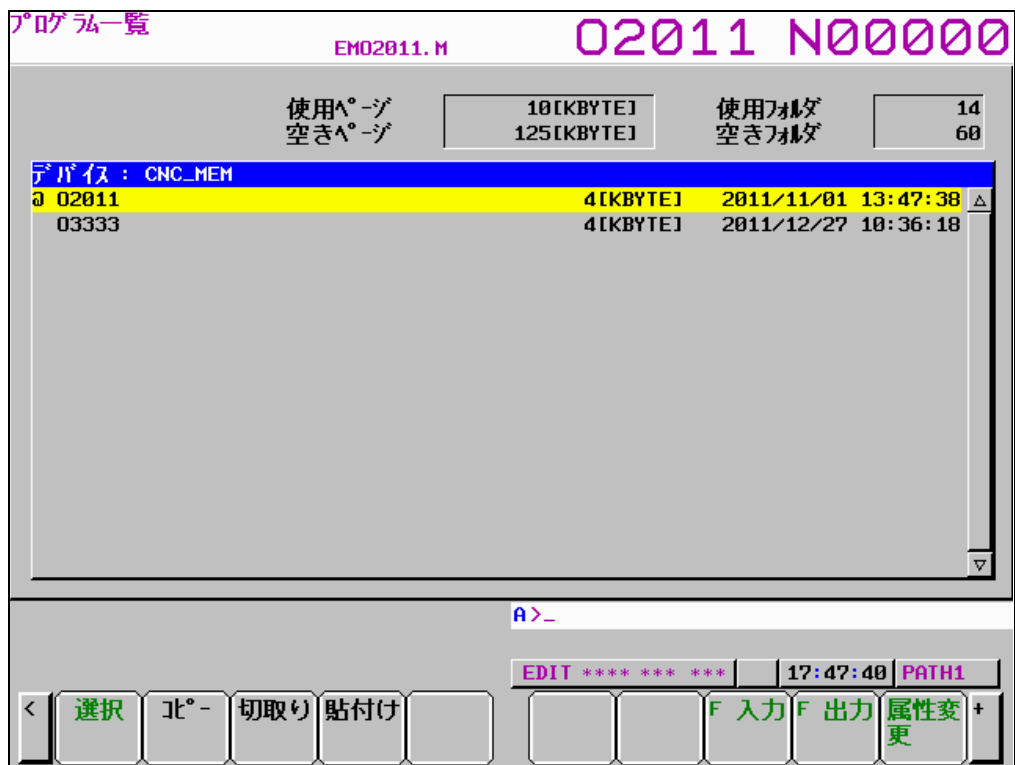 プログラム一覧
EMO2011.M
O2011 N00000
使用ページ 10[KBYTE] 使用フォルダ 14
空きページ 125[KBYTE] 空きフォルダ 60
デバイス : CNC_MEM
@ O2011 4[KBYTE] 2011/11/01 13:47:38
O3333 4[KBYTE] 2011/12/27 10:36:18
A>_
EDIT **** *** *** 17:47:40 PATH1
< 選択 コピー 切取り 貼付け F 入力 F 出力 属性変更 +